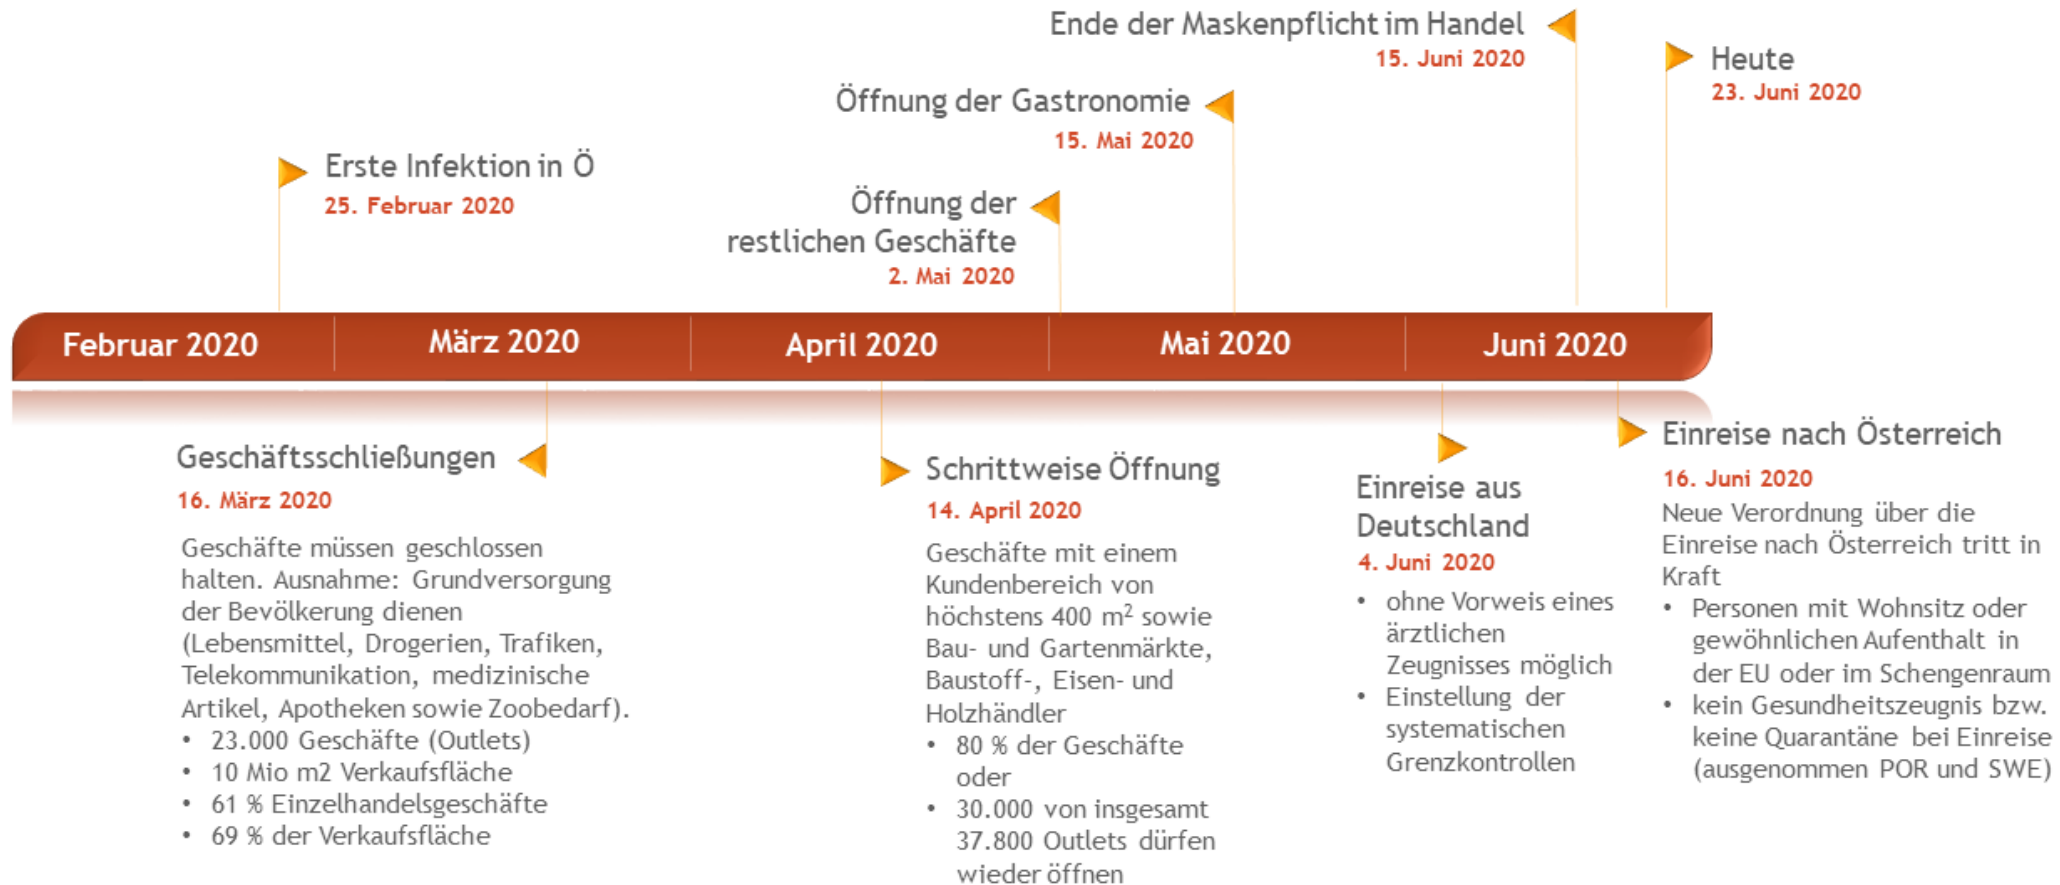 Ende der Maskenpflicht im Handel
15. Juni 2020
Heute
23. Juni 2020
Öffnung der Gastronomie
15. Mai 2020
Erste Infektion in Ö
25. Februar 2020
Öffnung der
restlichen Geschäfte
2. Mai 2020
Februar 2020
März 2020
April 2020
Mai 2020
Juni 2020
Geschäftsschließungen
16. März 2020
Geschäfte müssen geschlossen
halten. Ausnahme: Grundversorgung
der Bevölkerung dienen
(Lebensmittel, Drogerien, Trafiken,
Telekommunikation, medizinische
Artikel, Apotheken sowie Zoobedarf).
• 23.000 Geschäfte (Outlets)
• 10 Mio m2 Verkaufsfläche
• 61 % Einzelhandelsgeschäfte
• 69 % der Verkaufsfläche
Schrittweise Öffnung
14. April 2020
Geschäfte mit einem
Kundenbereich von
höchstens 400 m² sowie
Bau- und Gartenmärkte,
Baustoff-, Eisen- und
Holzhändler
• 80 % der Geschäfte
oder
• 30.000 von insgesamt
37.800 Outlets dürfen
wieder öffnen
Einreise aus
Deutschland
4. Juni 2020
• ohne Vorweis eines
ärztlichen
Zeugnisses möglich
• Einstellung der
systematischen
Grenzkontrollen
Einreise nach Österreich
16. Juni 2020
Neue Verordnung über die
Einreise nach Österreich tritt in
Kraft
• Personen mit Wohnsitz oder
gewöhnlichen Aufenthalt in
der EU oder im Schengenraum
• kein Gesundheitszeugnis bzw.
keine Quarantäne bei Einreise
(ausgenommen POR und SWE)